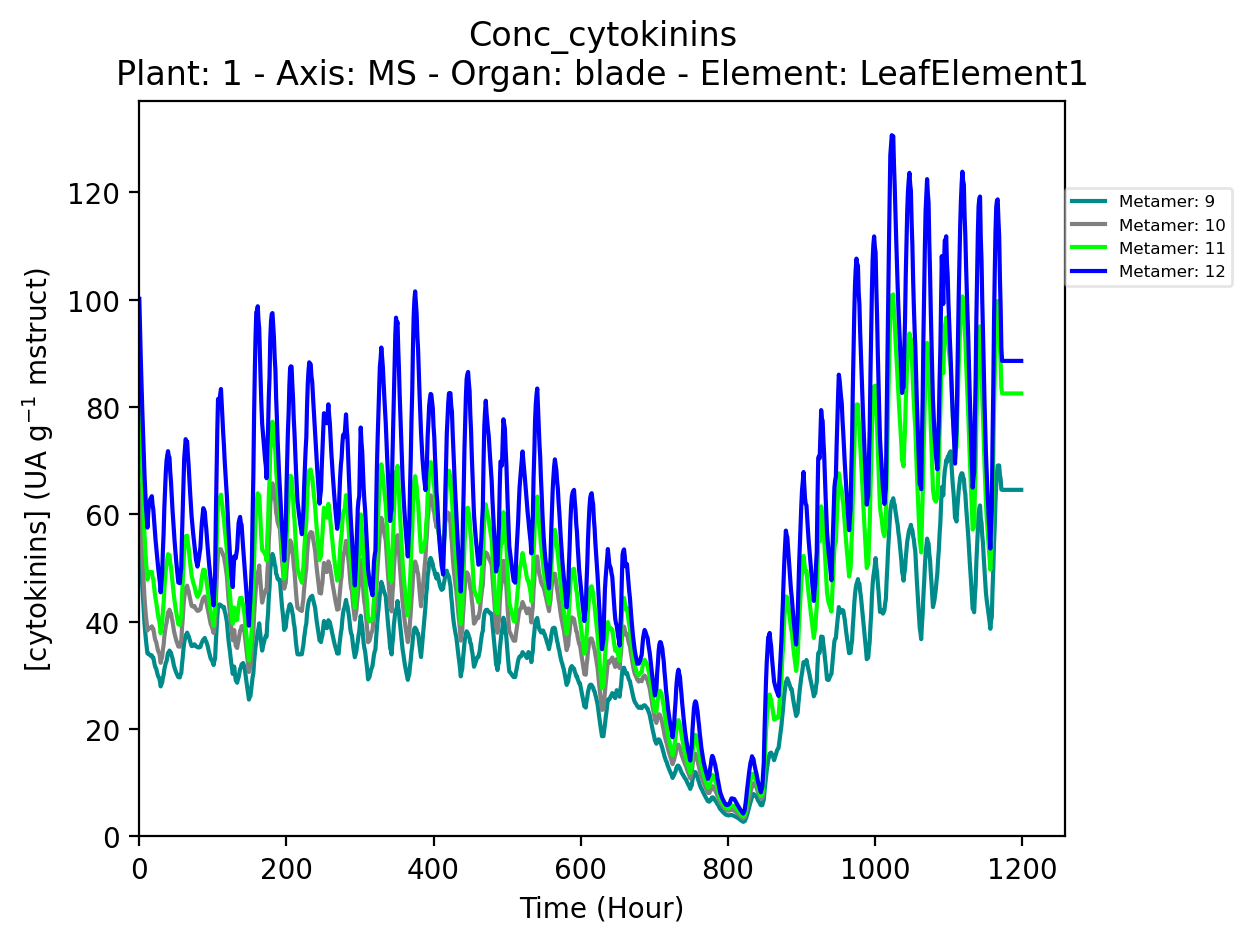 Conc_cytokinins
Plant: 1 - Axis: MS - Organ: blade - Element: LeafElement1
[cytokinins] (UA g⁻¹ mstruct)
120
100
80
60
40
20
0
0 200 400 600 800 1000 1200
Time (Hour)
Metamer: 9
Metamer: 10
Metamer: 11
Metamer: 12